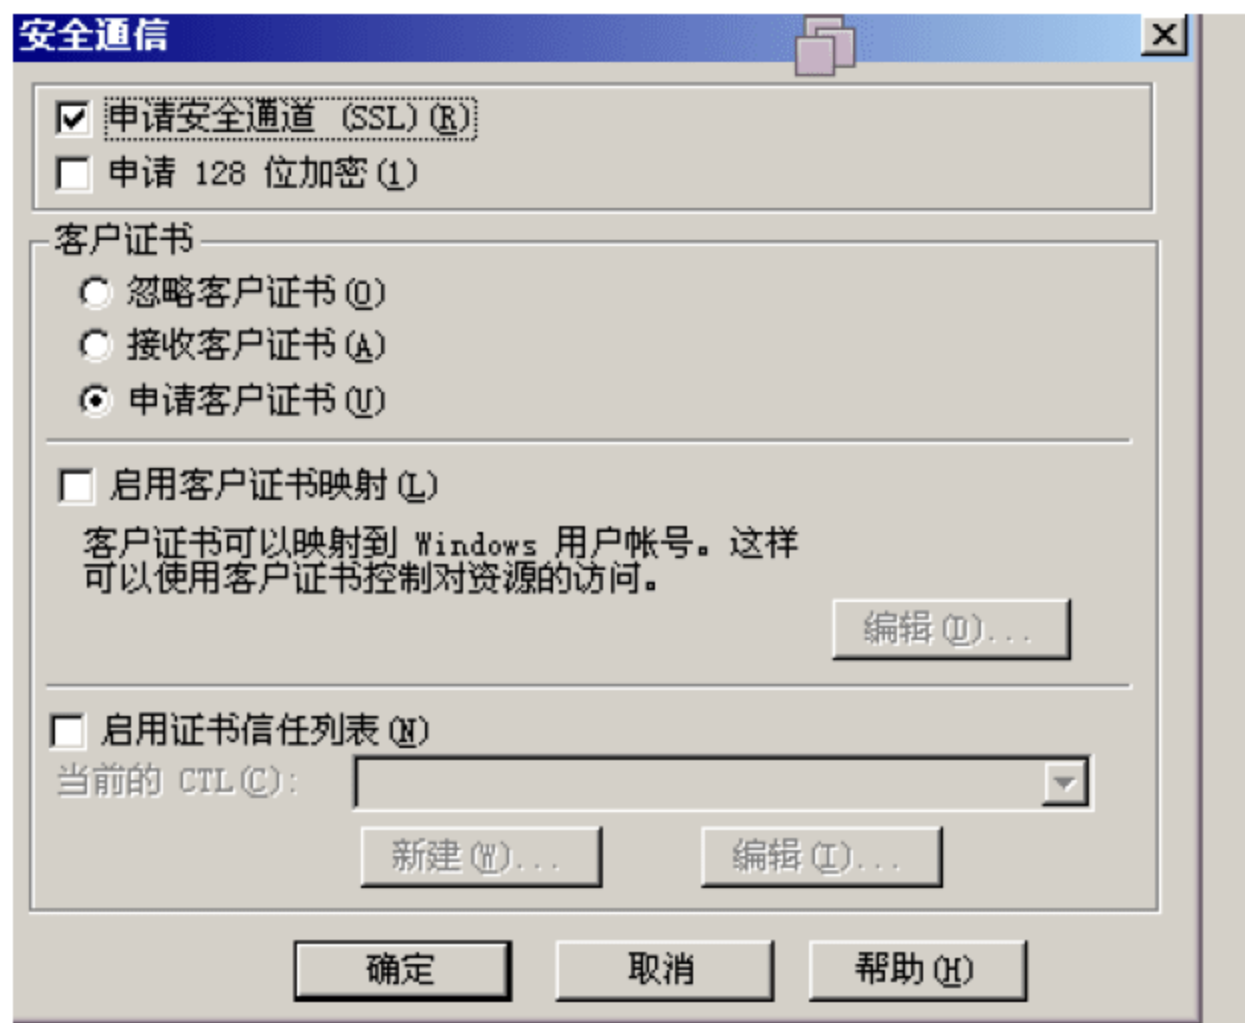 安全通信
申请安全通道 (SSL)(R)
申请 128 位加密(1)
客户证书
忽略客户证书(O)
接收客户证书(A)
申请客户证书(U)
启用客户证书映射(L)
客户证书可以映射到 Windows 用户帐号。这样
可以使用客户证书控制对资源的访问。
编辑(D)...
启用证书信任列表(N)
当前的 CTL(C):
新建(W)... 编辑(I)...
确定 取消 帮助(H)